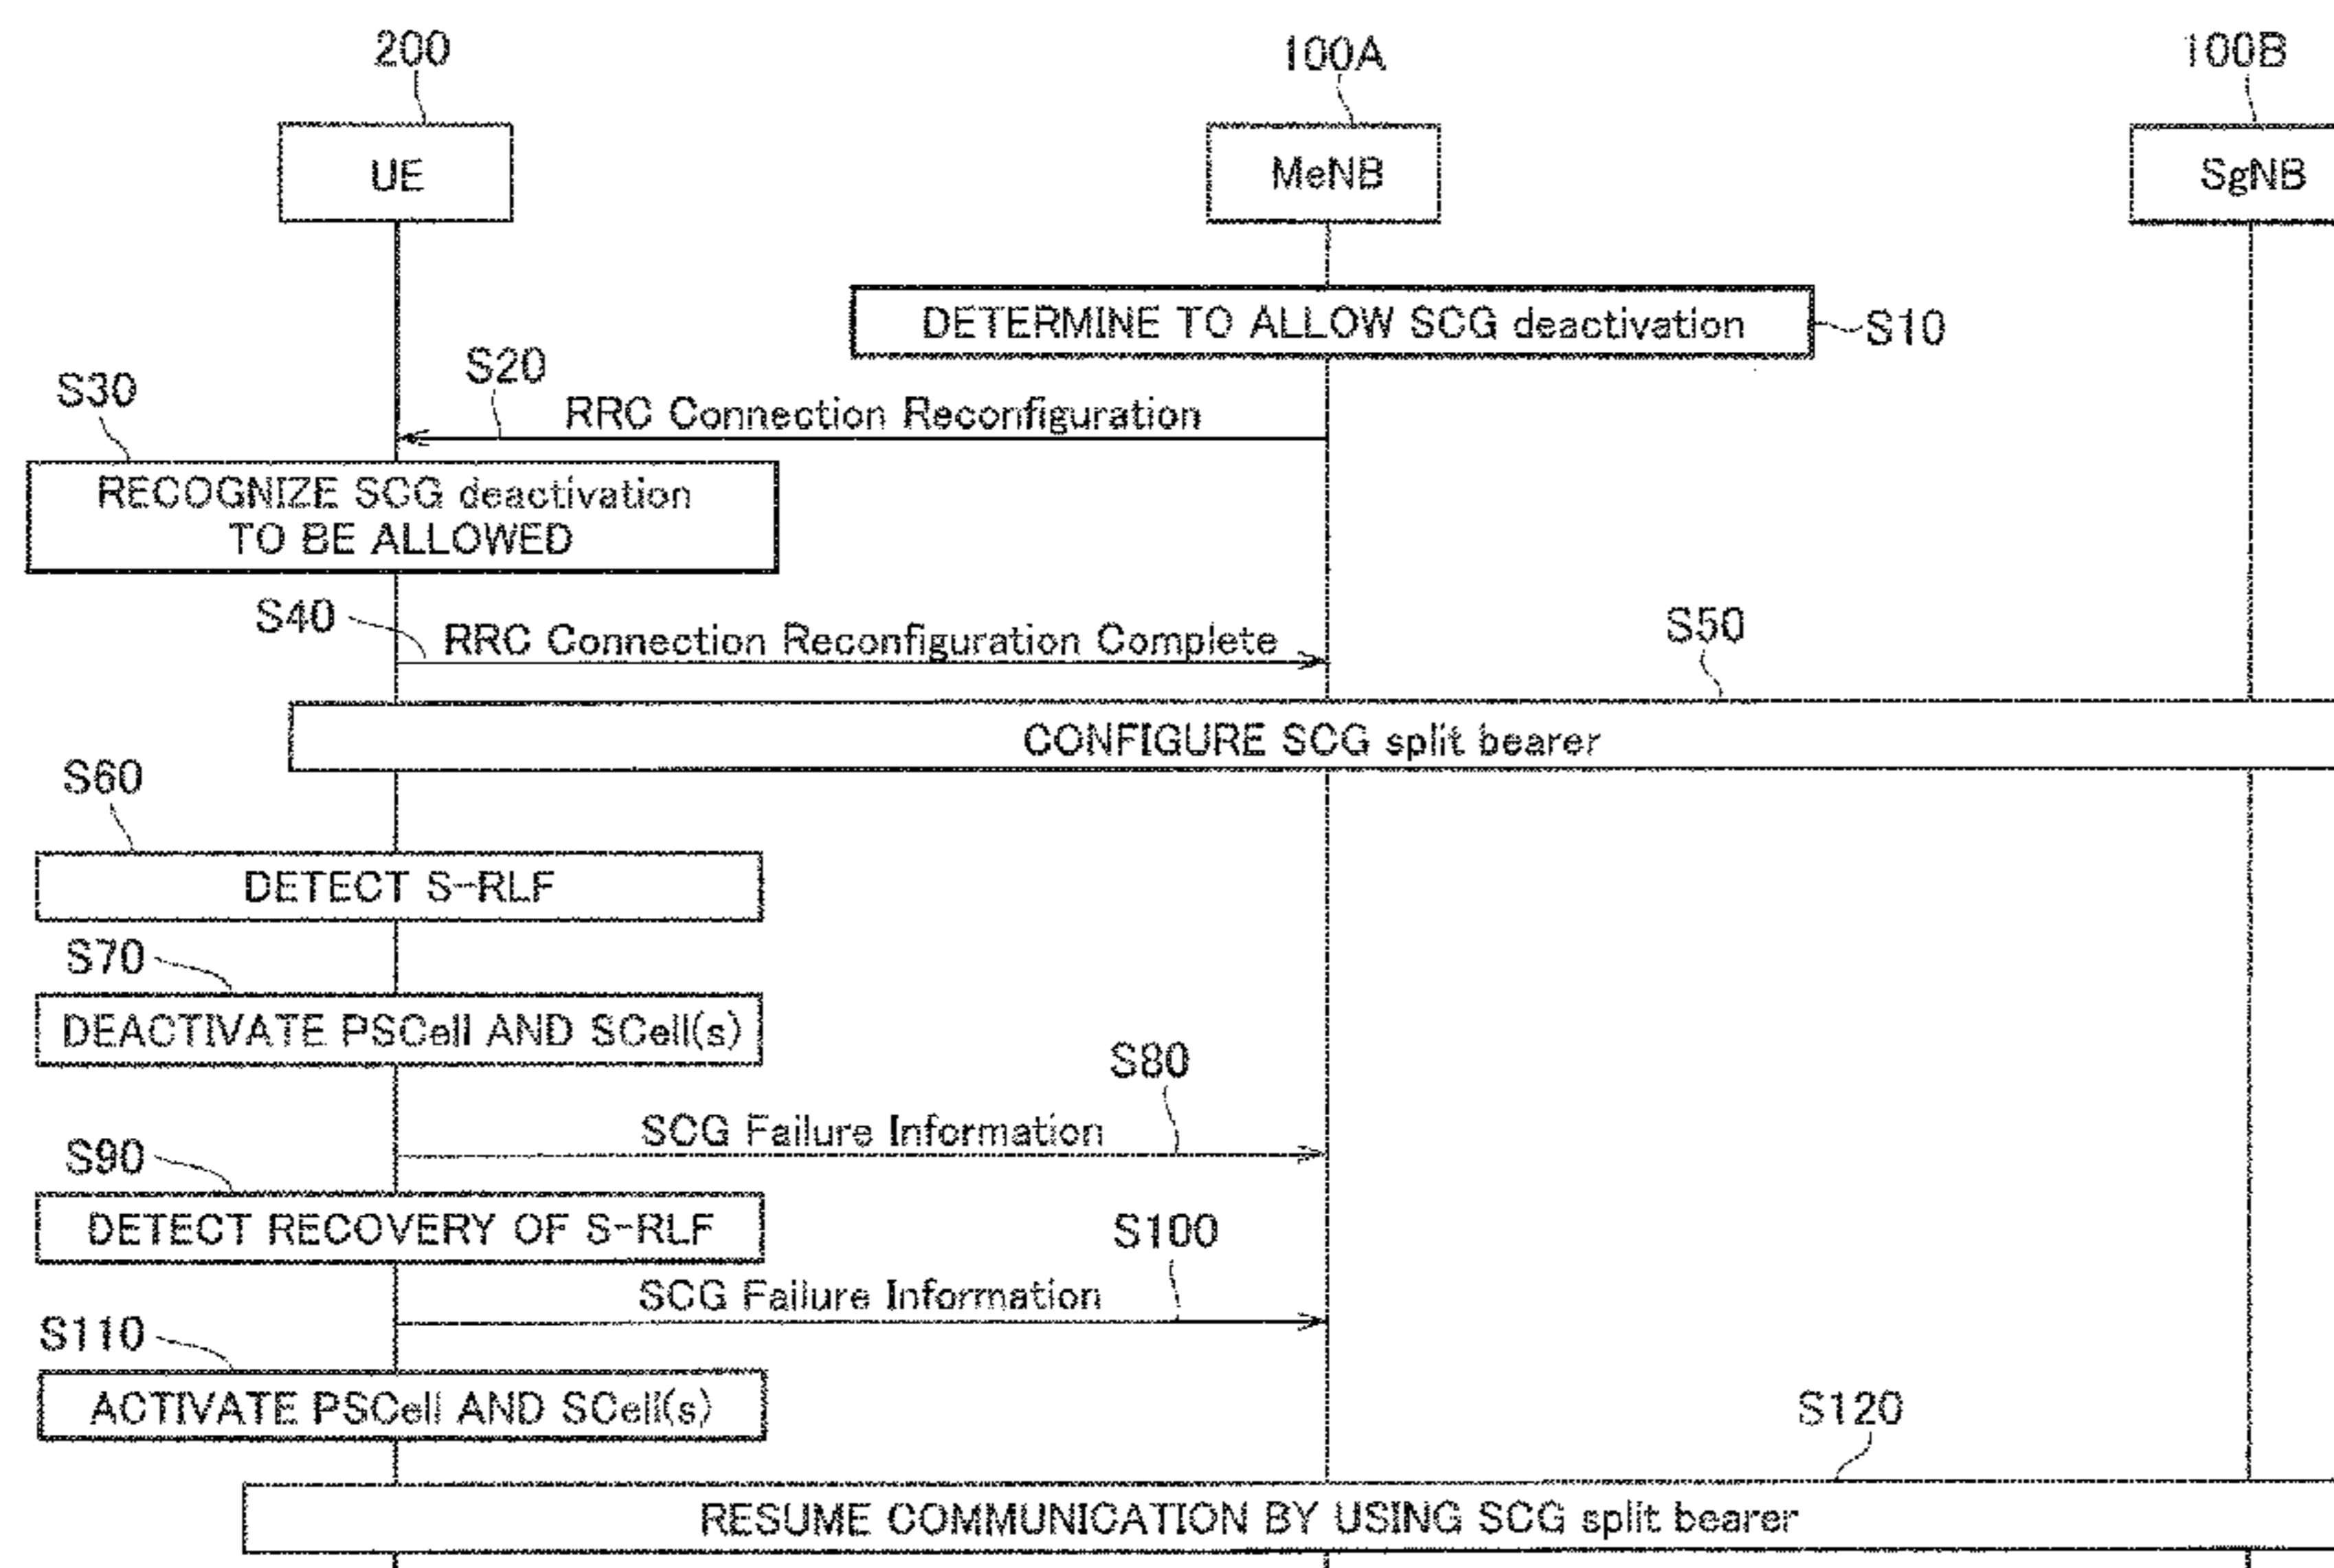 200
100A
100B
UE
MeNB
SgNB
DETERMINE TO ALLOW SCG deactivation
S10
S20
RRC Connection Reconfiguration
S30
RECOGNIZE SCG deactivation
TO BE ALLOWED
S40
RRC Connection Reconfiguration Complete
S50
CONFIGURE SCG split bearer
S60
DETECT S-RLF
S70
DEACTIVATE PSCell AND SCell(s)
S80
SCG Failure Information
S90
DETECT RECOVERY OF S-RLF
S100
SCG Failure Information
S110
ACTIVATE PSCell AND SCell(s)
S120
RESUME COMMUNICATION BY USING SCG split bearer